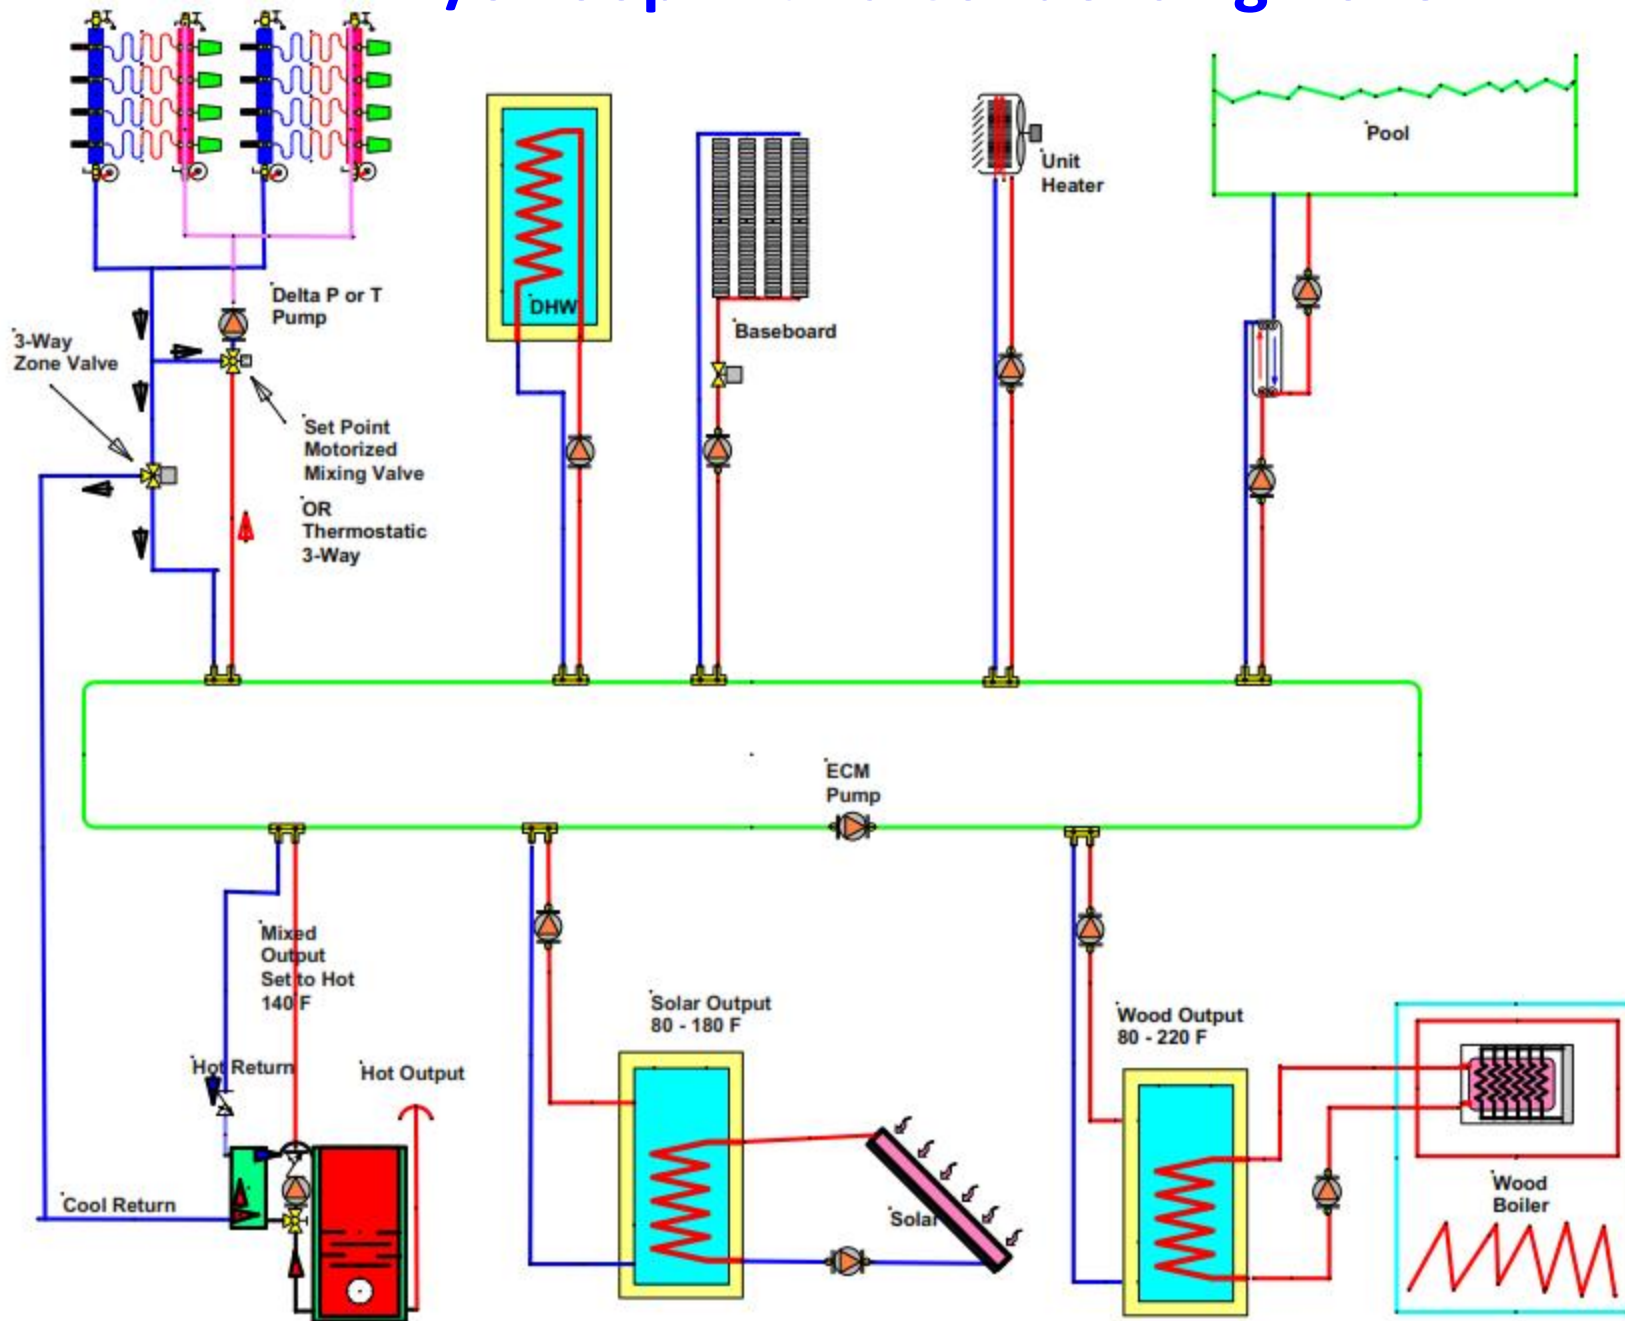 Delta P or T
Pump
3-Way
Zone Valve
Set Point
Motorized
Mixing Valve
OR
Thermostatic
3-Way
DHW
Baseboard
Unit
Heater
Pool
ECM
Pump
Mixed
Output
Set to Hot
140 F
Hot Return
Hot Output
Cool Return
Solar Output
80 - 180 F
Solar
Wood Output
80 - 220 F
Wood
Boiler